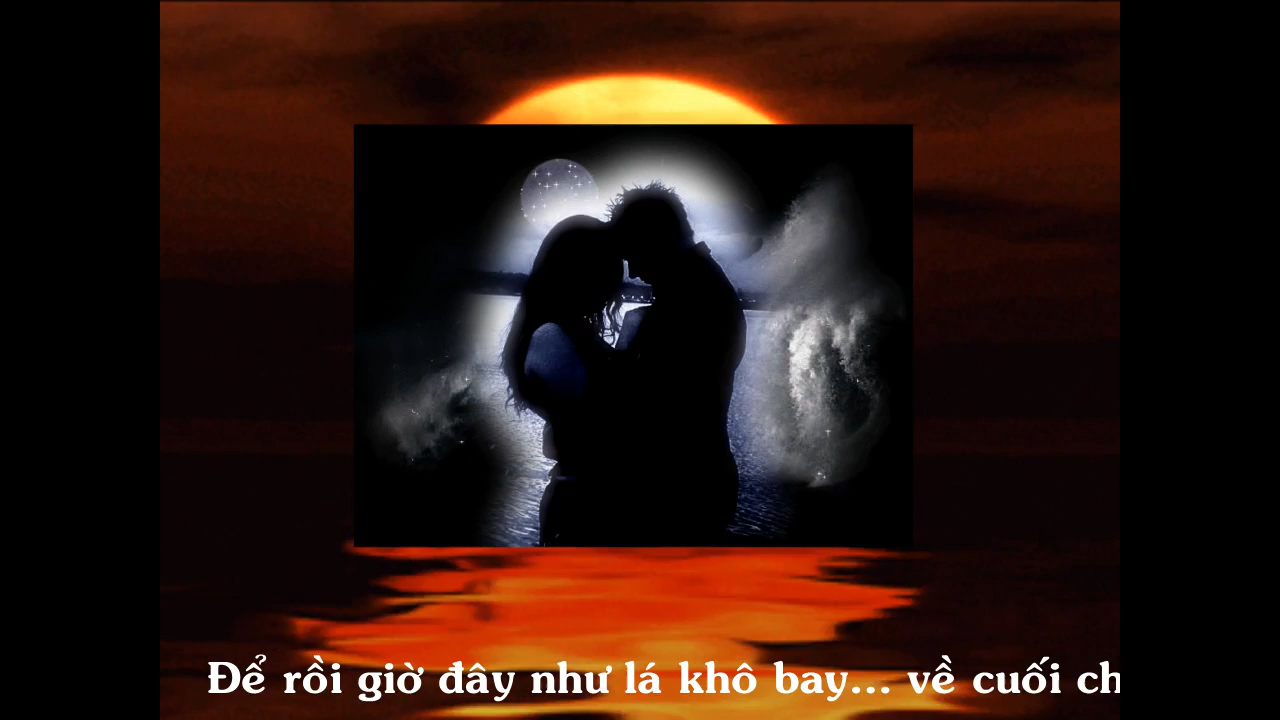 Để rồi giờ đây như lá khô bay... về cuối